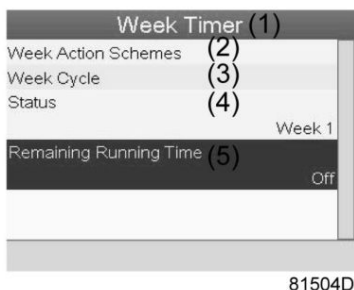 Week Timer (1)
Week Action Schemes (2)
Week Cycle (3)
Status (4)
Week 1
Remaining Running Time (5)
Off
81504D